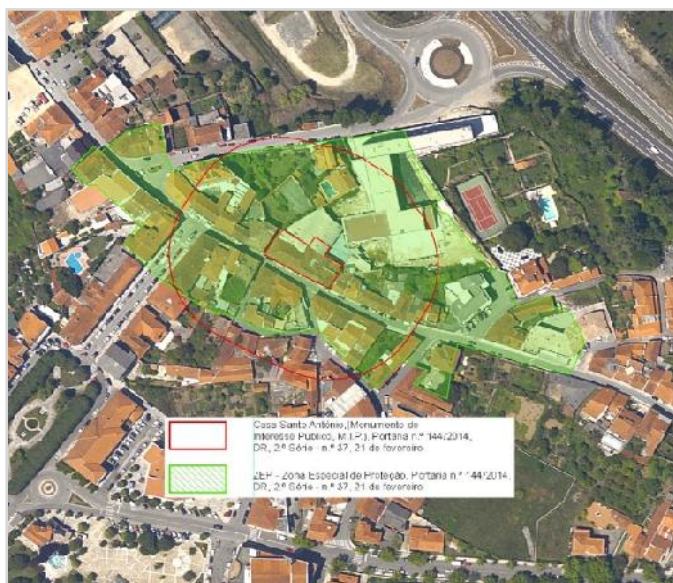 Casa Santo António, (Monumento de
Interesse Público, M.I.P.), Portaria n.º 144/2014,
DR, 2.ª Série - n.º 37, 21 de fevereiro
ZEP - Zona Especial de Proteção, Portaria n.º 144/2014,
DR, 2.ª Série - n.º 37, 21 de fevereiro